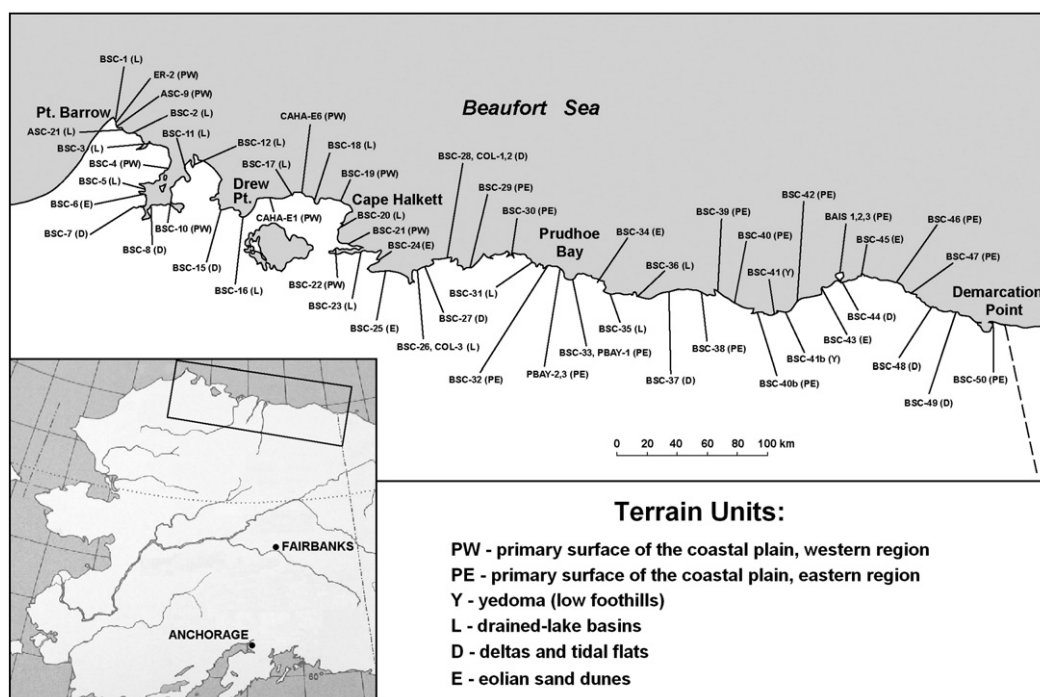 BSC-1 (L)
ER-2 (PW)
ASC-9 (PW)
Pt. Barrow
BSC-2 (L)
ASC-21 (L)
BSC-11 (L)
BSC-3 (L)
BSC-4 (PW)
BSC-5 (L)
BSC-6 (E)
BSC-7 (D)
BSC-8 (D)
BSC-10 (PW)
BSC-12 (L)
Drew
Pt.
BSC-15 (D)
BSC-16 (L)
BSC-17 (L)
CAHA-E6 (PW)
CAHA-E1 (PW)
BSC-18 (L)
BSC-19 (PW)
Cape Halkett
BSC-20 (L)
BSC-21 (PW)
BSC-24 (E)
BSC-22 (PW)
BSC-23 (L)
BSC-25 (E)
Beaufort Sea
BSC-28, COL-1,2 (D)
BSC-29 (PE)
BSC-30 (PE)
BSC-31 (L)
BSC-27 (D)
BSC-26, COL-3 (L)
Prudhoe
Bay
BSC-34 (E)
BSC-32 (PE)
PBAY-2,3 (PE)
BSC-33, PBAY-1 (PE)
BSC-35 (L)
BSC-36 (L)
BSC-37 (D)
BSC-38 (PE)
BSC-39 (PE)
BSC-40 (PE)
BSC-41 (Y)
BSC-42 (PE)
BSC-40b (PE)
BSC-41b (Y)
BAIS 1,2,3 (PE)
BSC-43 (E)
BSC-44 (D)
BSC-45 (E)
BSC-46 (PE)
BSC-47 (PE)
BSC-48 (D)
BSC-49 (D)
Demarcation
Point
BSC-50 (PE)
0 20 40 60 80 100 km
FAIRBANKS
ANCHORAGE
60°
Terrain Units:
PW - primary surface of the coastal plain, western region
PE - primary surface of the coastal plain, eastern region
Y - yedoma (low foothills)
L - drained-lake basins
D - deltas and tidal flats
E - eolian sand dunes